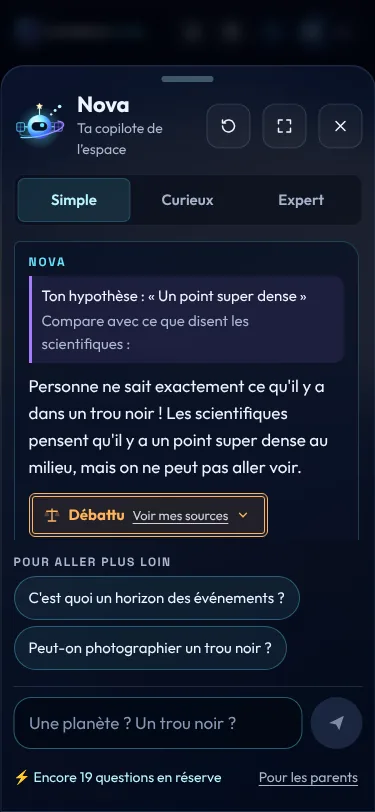 Nova
Ta copilote de
l'espace
Simple
Curieux
Expert
NOVA
Ton hypothèse : « Un point super dense »
Compare avec ce que disent les
scientifiques :
Personne ne sait exactement ce qu'il y a
dans un trou noir ! Les scientifiques
pensent qu'il y a un point super dense au
milieu, mais on ne peut pas aller voir.
Débattu Voir mes sources
POUR ALLER PLUS LOIN
C'est quoi un horizon des événements ?
Peut-on photographier un trou noir ?
Une planète ? Un trou noir ?
⚡ Encore 19 questions en réserve
Pour les parents